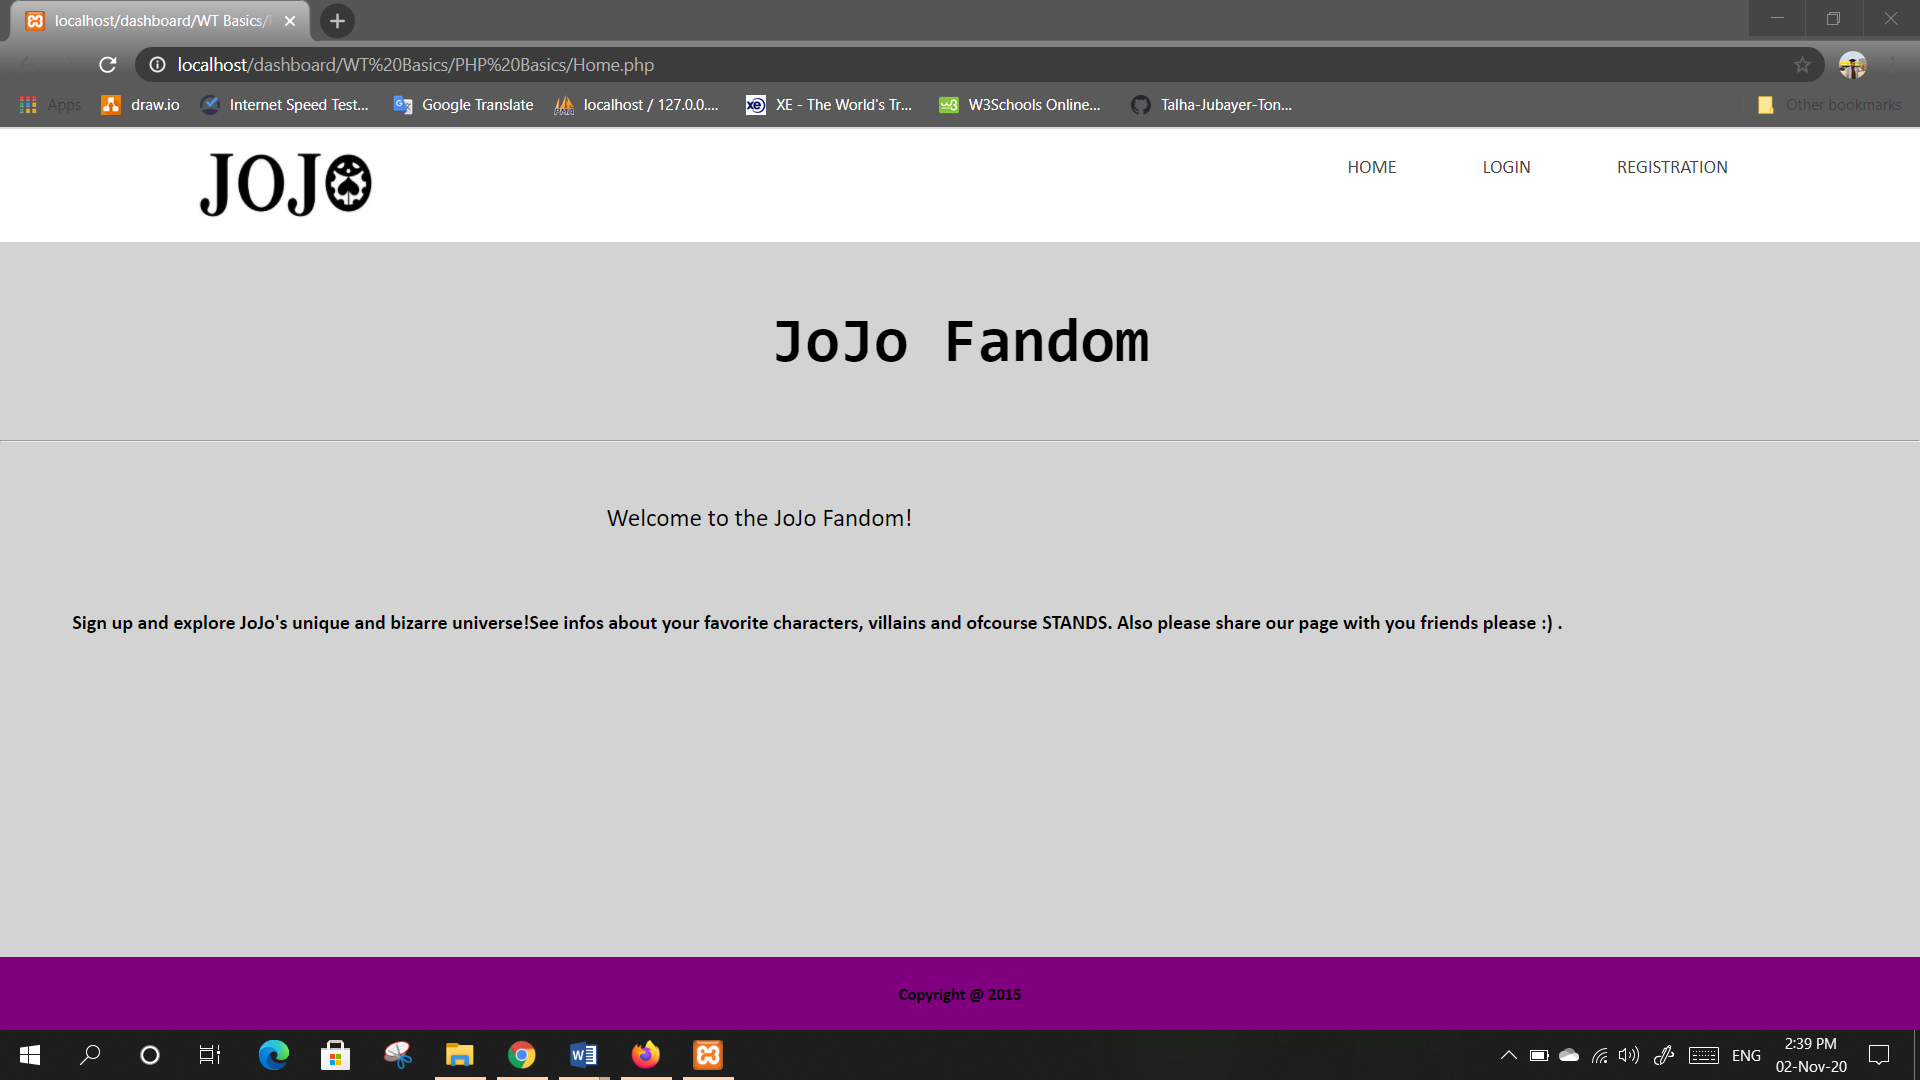 localhost/dashboard/WT Basics/
localhost/dashboard/WT%20Basics/PHP%20Basics/Home.php
Apps draw.io Internet Speed Test... Google Translate localhost / 127.0.0.... XE - The World's Tr... W3Schools Online... Talha-Jubayer-Ton... Other bookmarks
JOJO HOME LOGIN REGISTRATION
JoJo Fandom
Welcome to the JoJo Fandom!
Sign up and explore JoJo's unique and bizarre universe!See infos about your favorite characters, villains and ofcourse STANDS. Also please share our page with you friends please :) .
Copyright @ 2015
ENG
2:39 PM
02-Nov-20